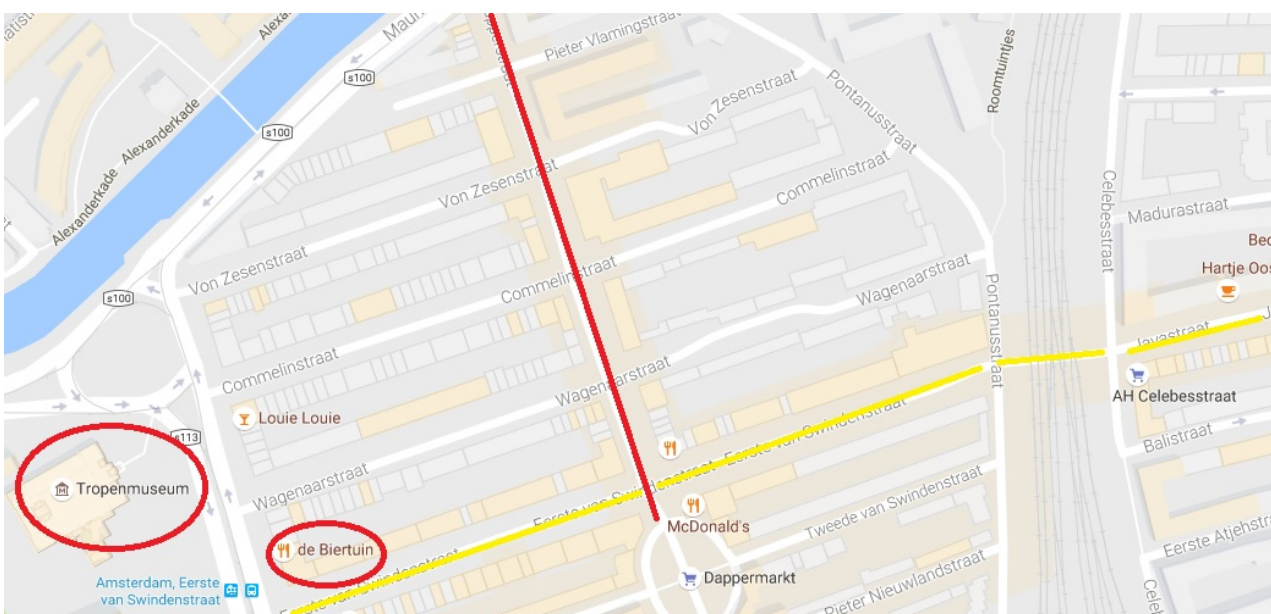 Alexanderkade
Pieter Vlamingstraat
s100
Roomtuintjes
Von Zesenstraat
Pontanusstraat
s100
Alexanderkade
Alexanderkade
Von Zesenstraat
Commelinstraat
Celebesstraat
Madurastraat
Hartje Oos
Von Zesenstraat
Commelinstraat
Wagenaarstraat
Pontanusstraat
s100
Javastraat
Commelinstraat
Wagenaarstraat
AH Celebesstraat
Louie Louie
s113
Eerste van Swindenstraat
Balistraat
Tropenmuseum
Wagenaarstraat
Eerste van Swindenstraat
McDonald's
Tweede van Swindenstraat
de Biertuin
Eerste Atjehstr
Dappermarkt
Amsterdam, Eerste
van Swindenstraat
Eerste van Swindenstraat
Pieter Nieuwlandstraat